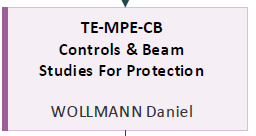 TE-MPE-CB
Controls & Beam
Studies For Protection
WOLLMANN Daniel